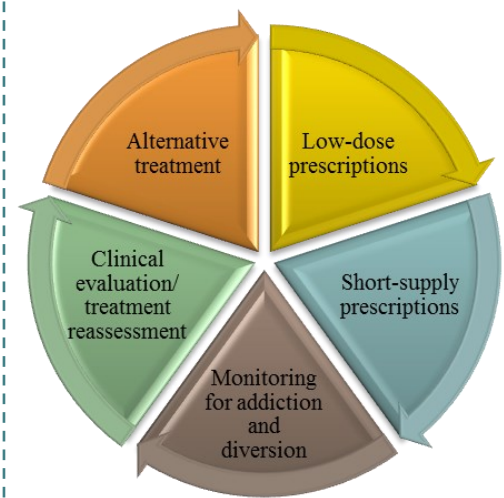 Alternative
treatment
Low-dose
prescriptions
Short-supply
prescriptions
Monitoring
for addiction
and
diversion
Clinical
evaluation/
treatment
reassessment